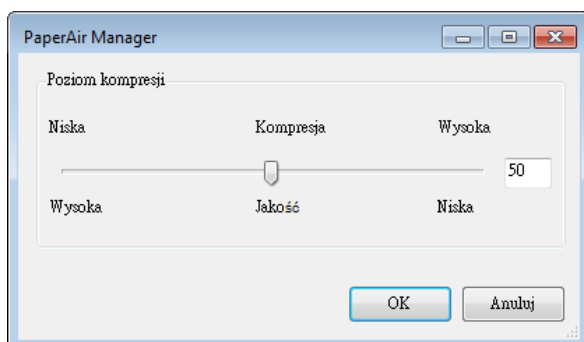 PaperAir Manager
Poziom kompresji
Niska Kompresja Wysoka
50
Wysoka Jakość Niska
OK Anuluj